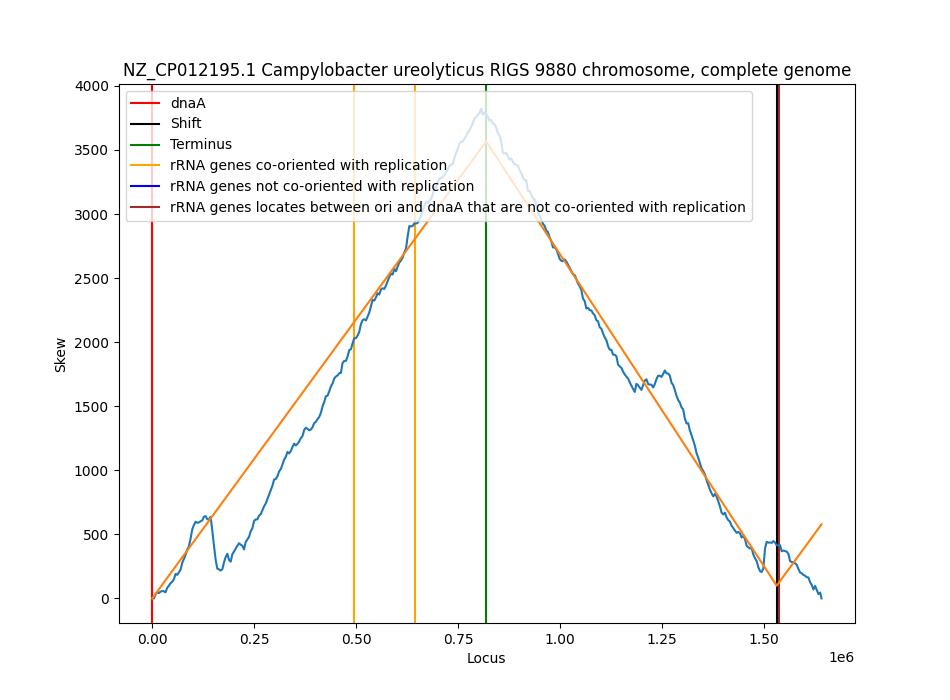 NZ_CP012195.1 Campylobacter ureolyticus RIGS 9880 chromosome, complete genome
dnaA
Shift
Terminus
rRNA genes co-oriented with replication
rRNA genes not co-oriented with replication
rRNA genes locates between ori and dnaA that are not co-oriented with replication
4000
3500
3000
2500
2000
1500
1000
500
0
Skew
0.00
0.25
0.50
0.75
1.00
1.25
1.50
1e6
Locus